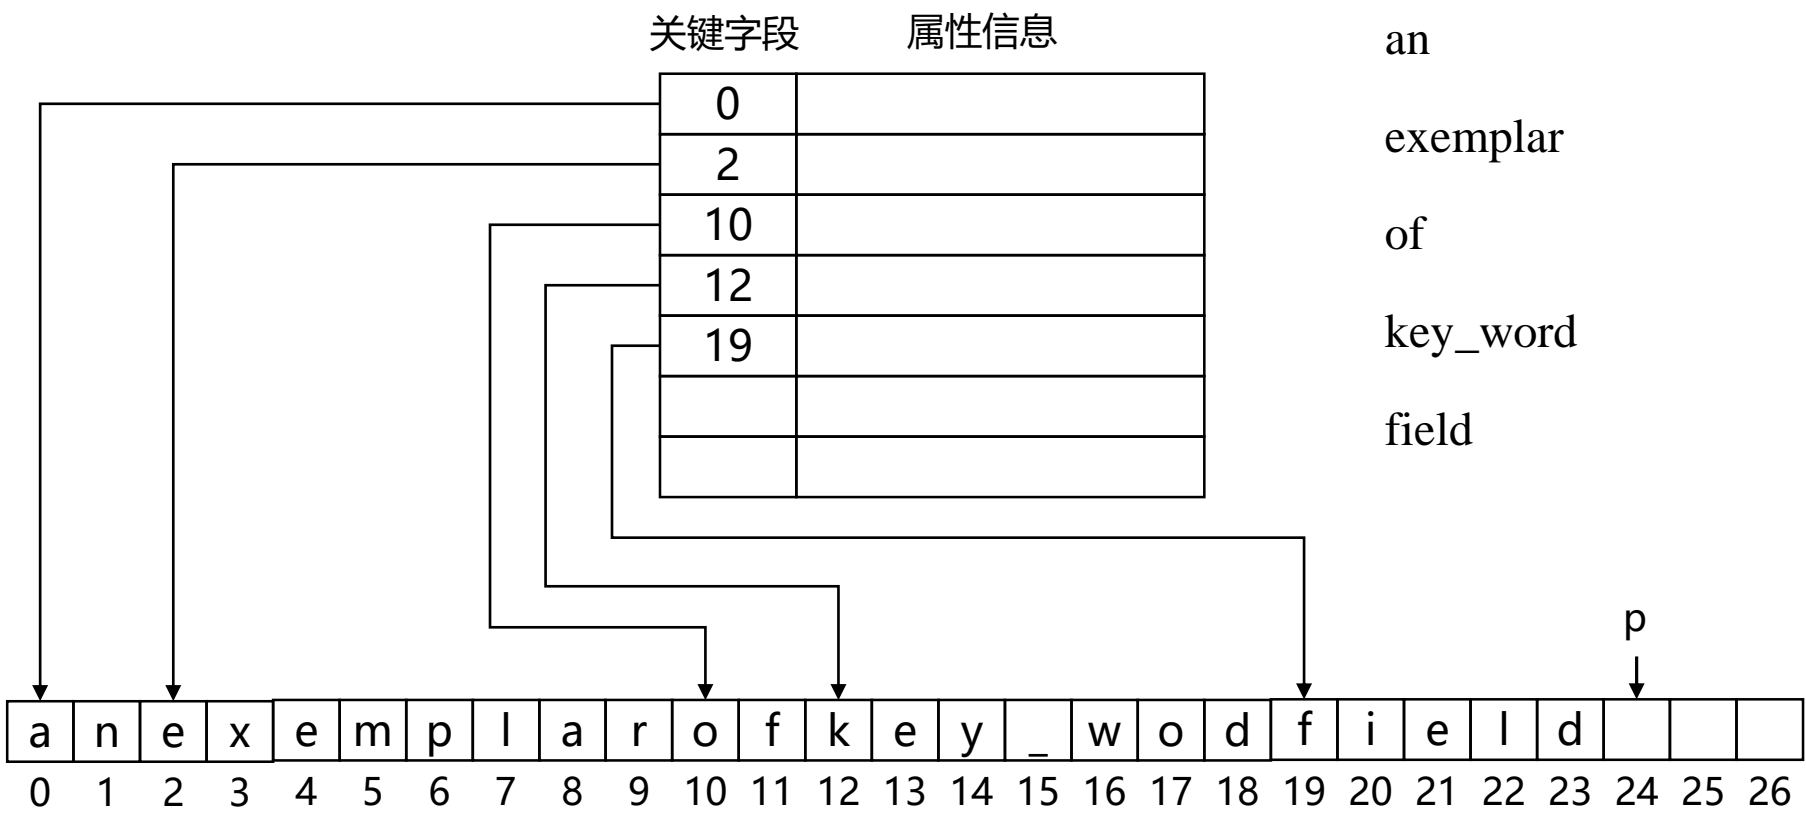 关键字段 属性信息
0
2
10
12
19
an
exemplar
of
key_word
field
p
a n e x e m p l a r o f k e y _ w o d f i e l d
0 1 2 3 4 5 6 7 8 9 10 11 12 13 14 15 16 17 18 19 20 21 22 23 24 25 26